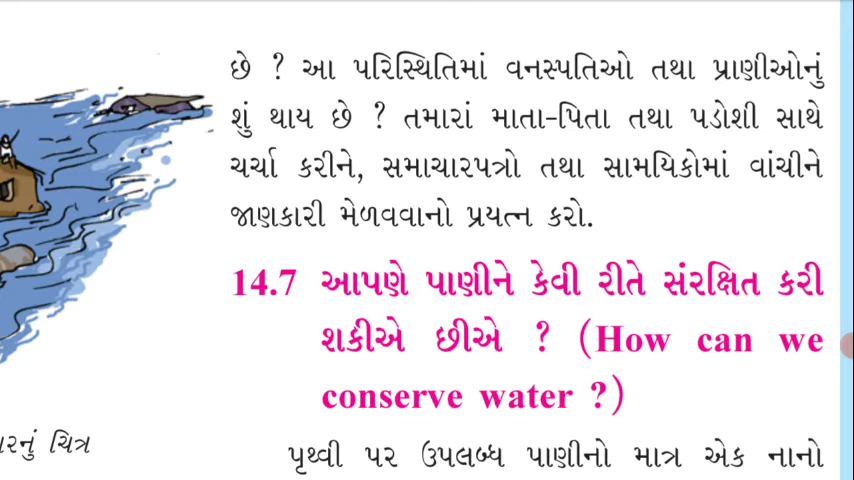 છે ? આ પરિસ્થિતિમાં વનસ્પતિઓ તથા પ્રાણીઓનું
શું થાય છે ? તમારાં માતા-પિતા તથા પડોશી સાથે
ચર્ચા કરીને, સમાચારપત્રો તથા સામયિકોમાં વાંચીને
જાણકારી મેળવવાનો પ્રયત્ન કરો.
14.7 આપણે પાણીને કેવી રીતે સંરક્ષિત કરી
શકીએ છીએ ? (How can we
conserve water ?)
ચિત્ર
પૃથ્વી પર ઉપલબ્ધ પાણીનો માત્ર એક નાનો